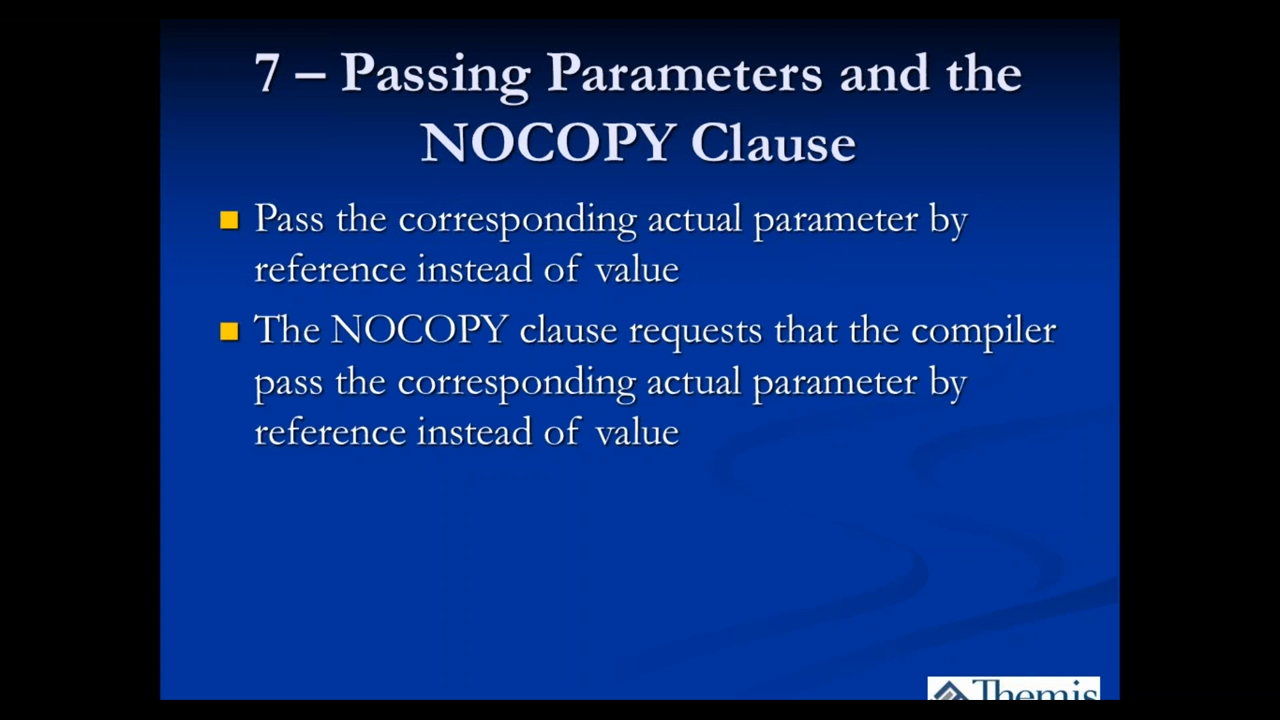 7 – Passing Parameters and the
NOCOPY Clause
Pass the corresponding actual parameter by
reference instead of value
The NOCOPY clause requests that the compiler
pass the corresponding actual parameter by
reference instead of value
Themis